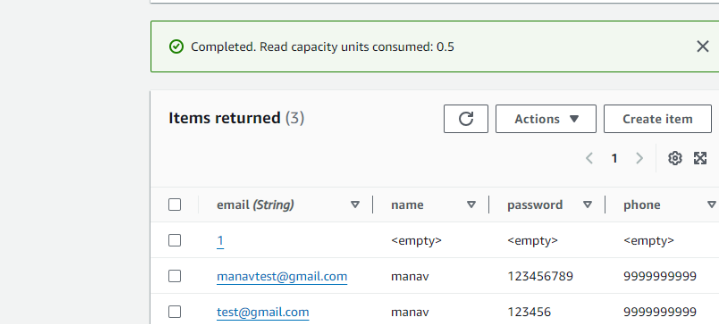 Completed. Read capacity units consumed: 0.5
Items returned (3)
Actions
Create item
1
email (String) name password phone
1 <empty> <empty> <empty>
manavtest@gmail.com manav 123456789 9999999999
test@gmail.com manav 123456 9999999999